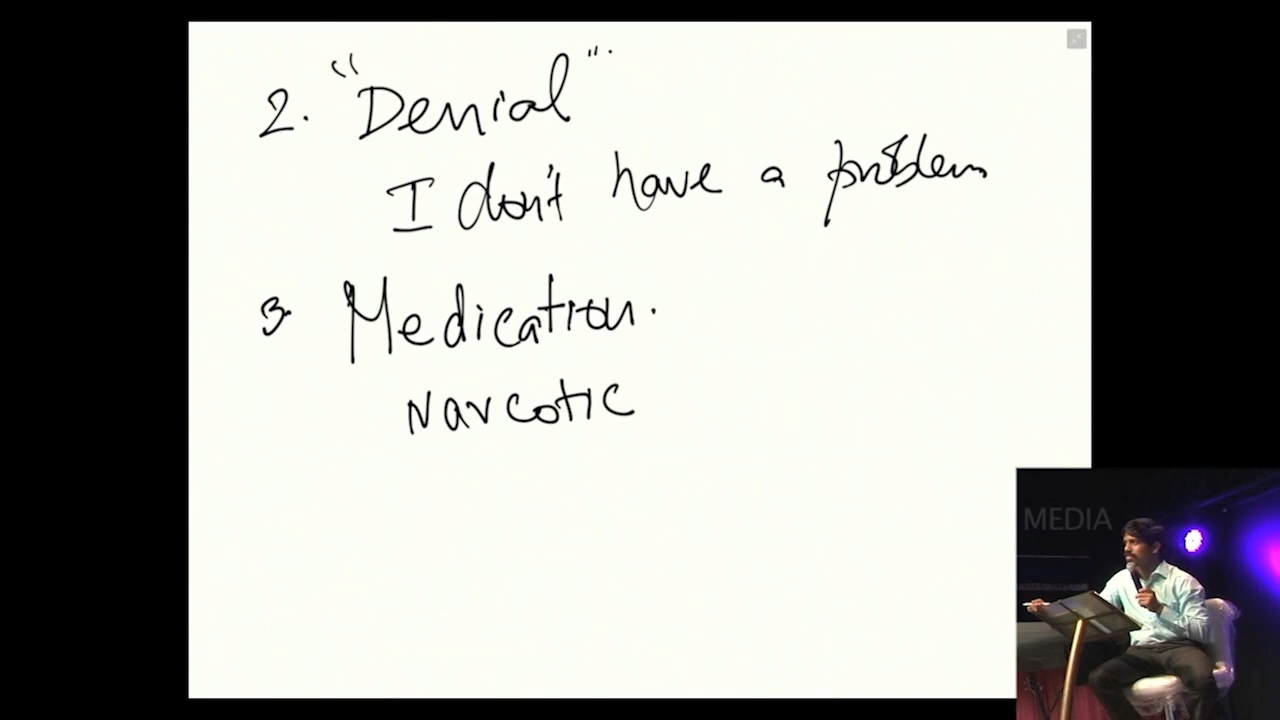 2. "Denial".
I don't have a problem
3. Medication.
Narcotic
MEDIA